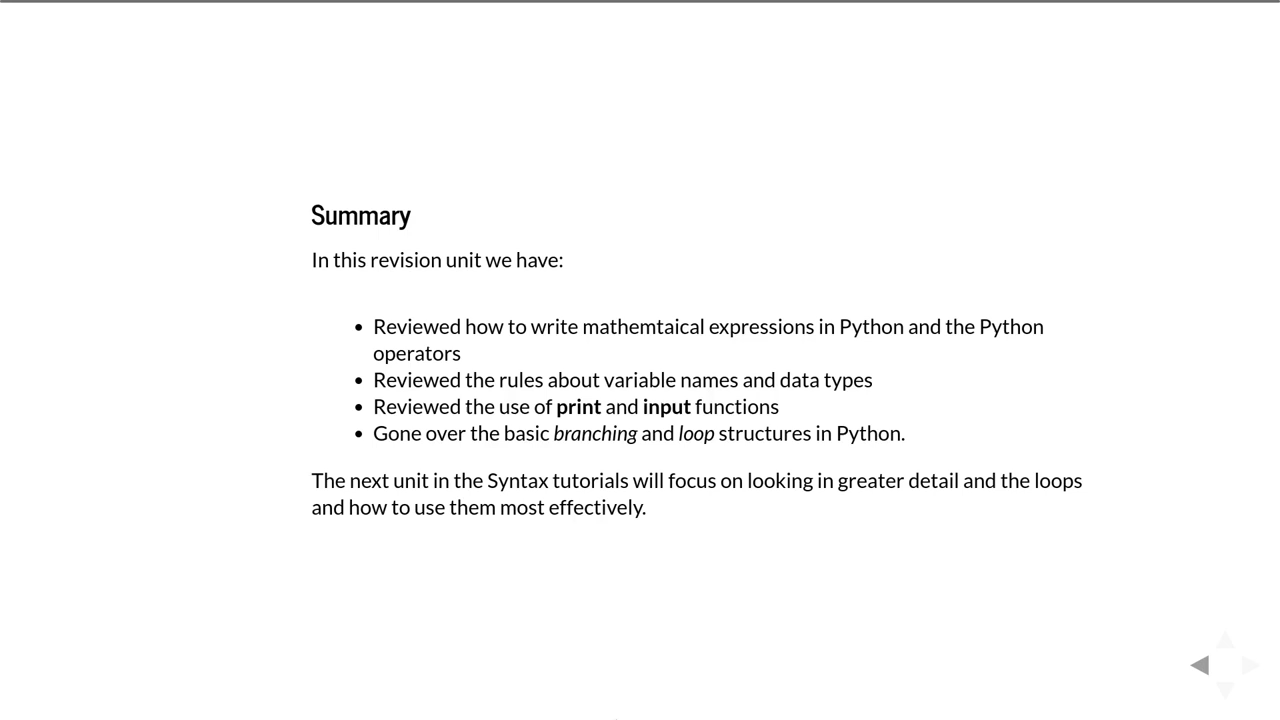 Summary
In this revision unit we have:
• Reviewed how to write mathemtaical expressions in Python and the Python
operators
• Reviewed the rules about variable names and data types
• Reviewed the use of print and input functions
• Gone over the basic branching and loop structures in Python.
The next unit in the Syntax tutorials will focus on looking in greater detail and the loops
and how to use them most effectively.